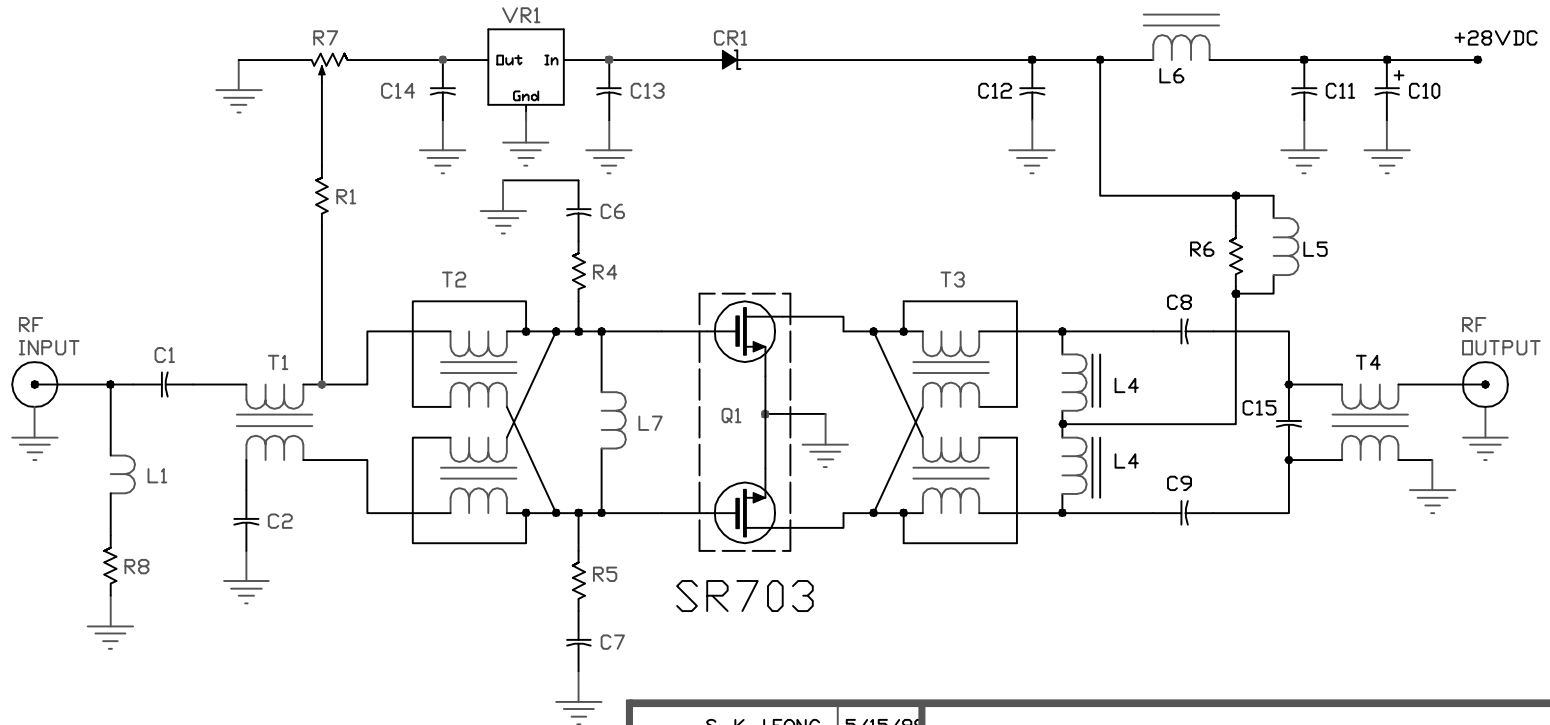 VR1
R7
CR1
+28VDC
Out In
Gnd
L6
C14
C13
C12
C11
+
C10
R1
C6
R4
R6
L5
T2
T3
C8
RF
INPUT
RF
OUTPUT
C1
T1
T4
L4
C15
L7
Q1
L1
L4
C9
C2
R8
R5
SR703
C7
S. K. LEONG